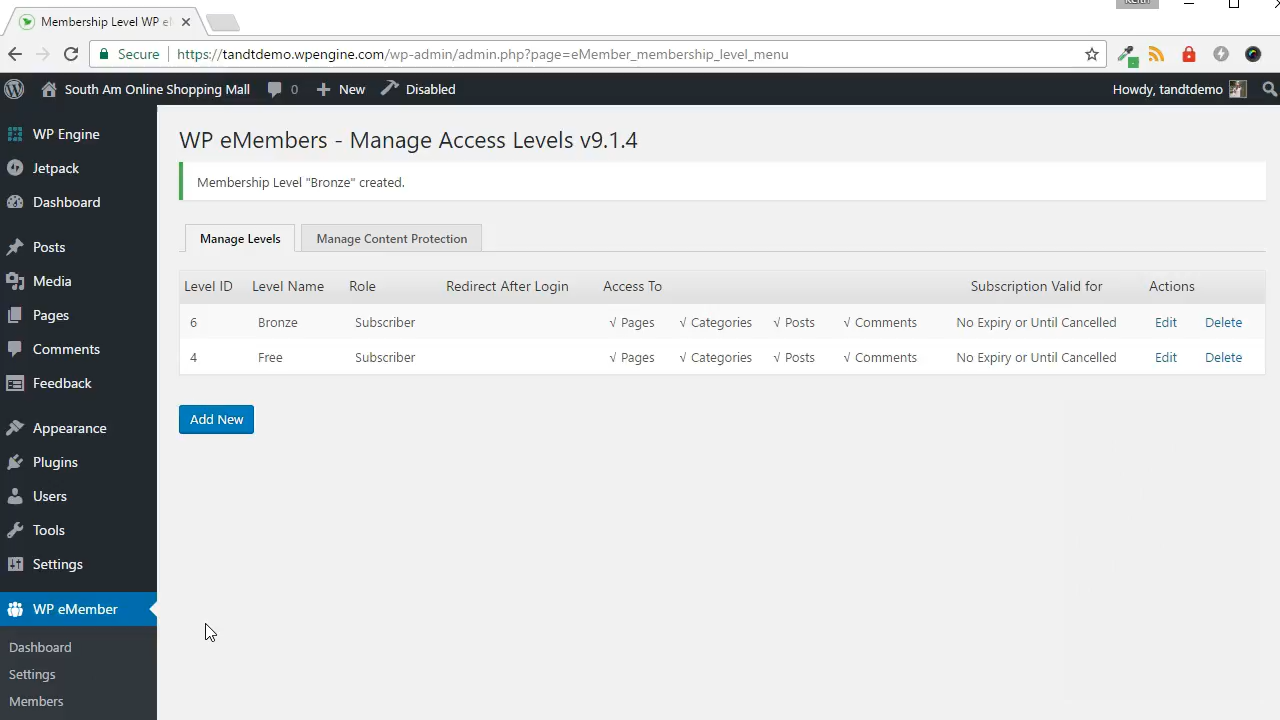 Membership Level WP e
Keith
Secure https://tandtdemo.wpengine.com/wp-admin/admin.php?page=eMember_membership_level_menu
South Am Online Shopping Mall 0 New Disabled Howdy, tandtdemo
WP Engine
Jetpack
Dashboard
Posts
Media
Pages
Comments
Feedback
Appearance
Plugins
Users
Tools
Settings
WP eMember
Dashboard
Settings
Members
WP eMembers - Manage Access Levels v9.1.4
Membership Level "Bronze" created.
Manage Levels Manage Content Protection
Level ID Level Name Role Redirect After Login Access To Subscription Valid for Actions
6 Bronze Subscriber √ Pages √ Categories √ Posts √ Comments No Expiry or Until Cancelled Edit Delete
4 Free Subscriber √ Pages √ Categories √ Posts √ Comments No Expiry or Until Cancelled Edit Delete
Add New